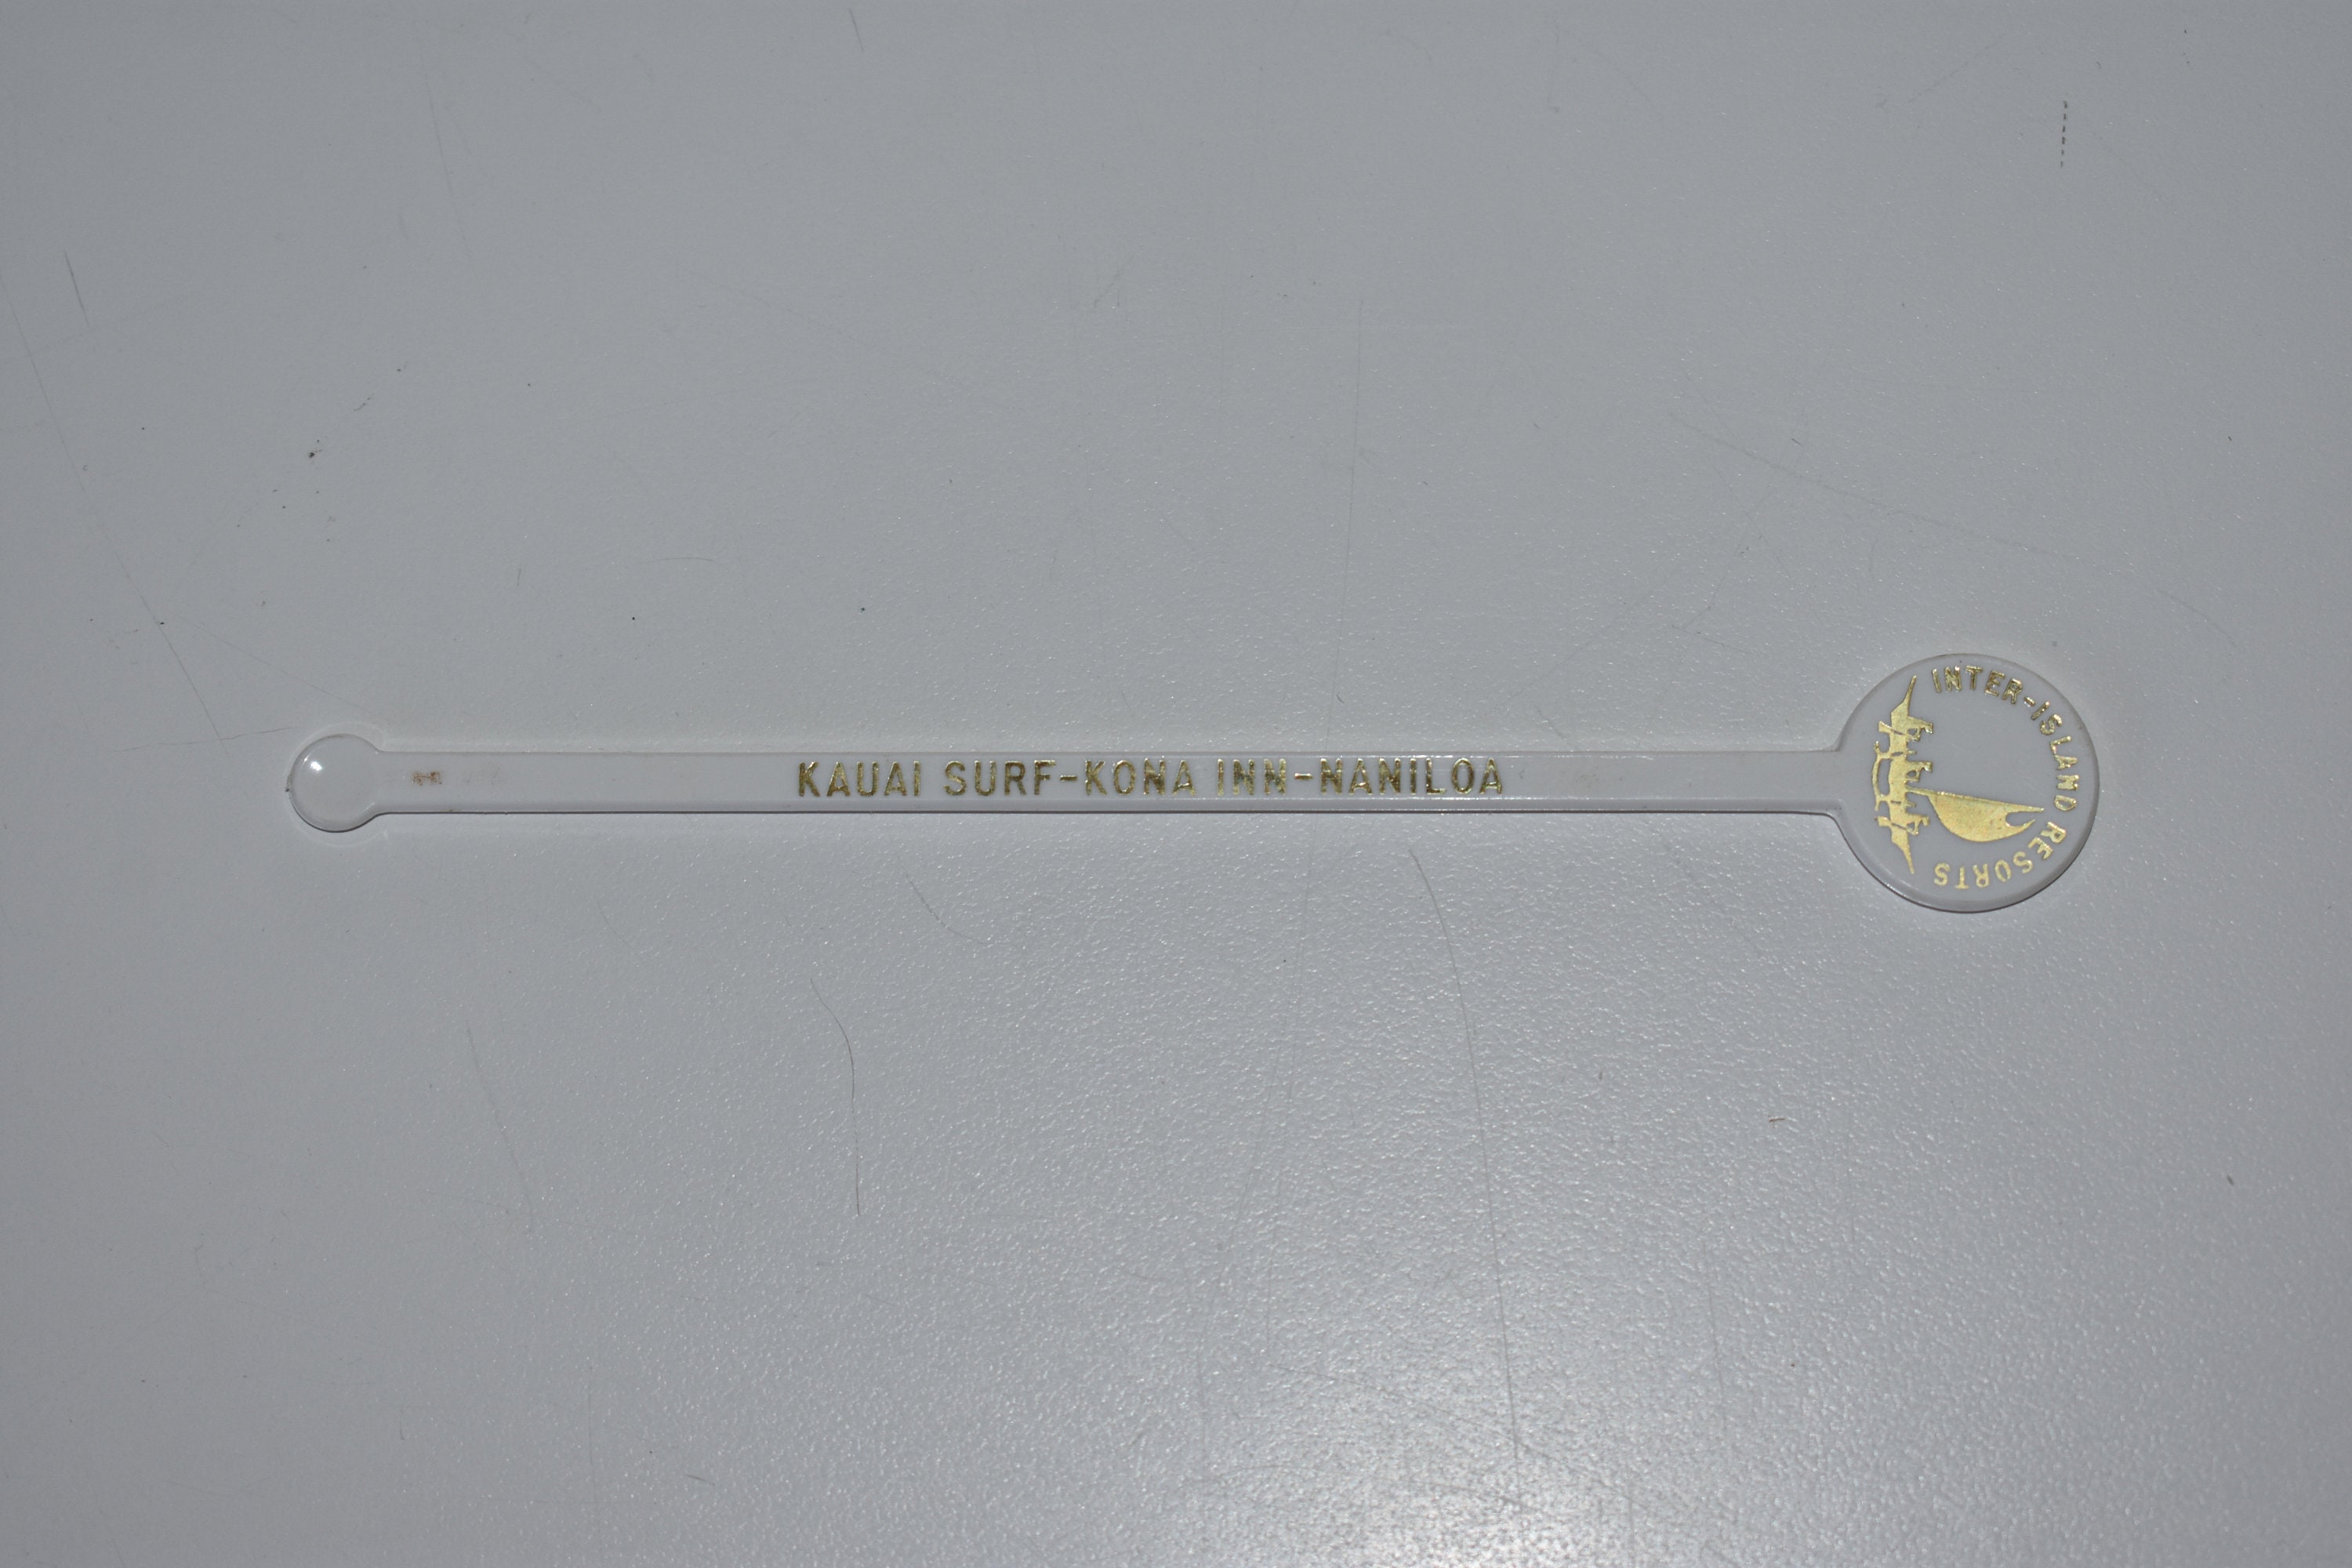 KAUAI SURF-KONA INN-NANILOA
INTER-ISLAND RESORTS